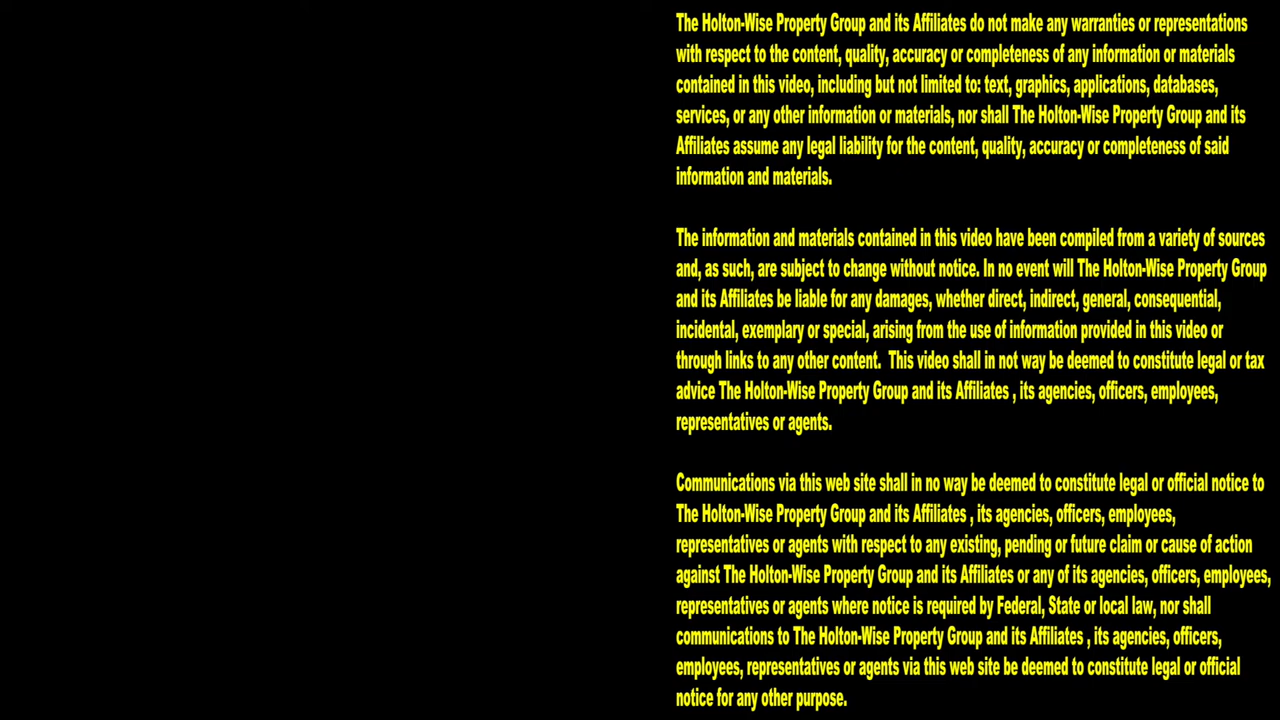 The Holton-Wise Property Group and its Affiliates do not make any warranties or representations
with respect to the content, quality, accuracy or completeness of any information or materials
contained in this video, including but not limited to: text, graphics, applications, databases,
services, or any other information or materials, nor shall The Holton-Wise Property Group and its
Affiliates assume any legal liability for the content, quality, accuracy or completeness of said
information and materials.
The information and materials contained in this video have been compiled from a variety of sources
and, as such, are subject to change without notice. In no event will The Holton-Wise Property Group
and its Affiliates be liable for any damages, whether direct, indirect, general, consequential,
incidental, exemplary or special, arising from the use of information provided in this video or
through links to any other content.  This video shall in not way be deemed to constitute legal or tax
advice The Holton-Wise Property Group and its Affiliates , its agencies, officers, employees,
representatives or agents.
Communications via this web site shall in no way be deemed to constitute legal or official notice to
The Holton-Wise Property Group and its Affiliates , its agencies, officers, employees,
representatives or agents with respect to any existing, pending or future claim or cause of action
against The Holton-Wise Property Group and its Affiliates or any of its agencies, officers, employees,
representatives or agents where notice is required by Federal, State or local law, nor shall
communications to The Holton-Wise Property Group and its Affiliates , its agencies, officers,
employees, representatives or agents via this web site be deemed to constitute legal or official
notice for any other purpose.